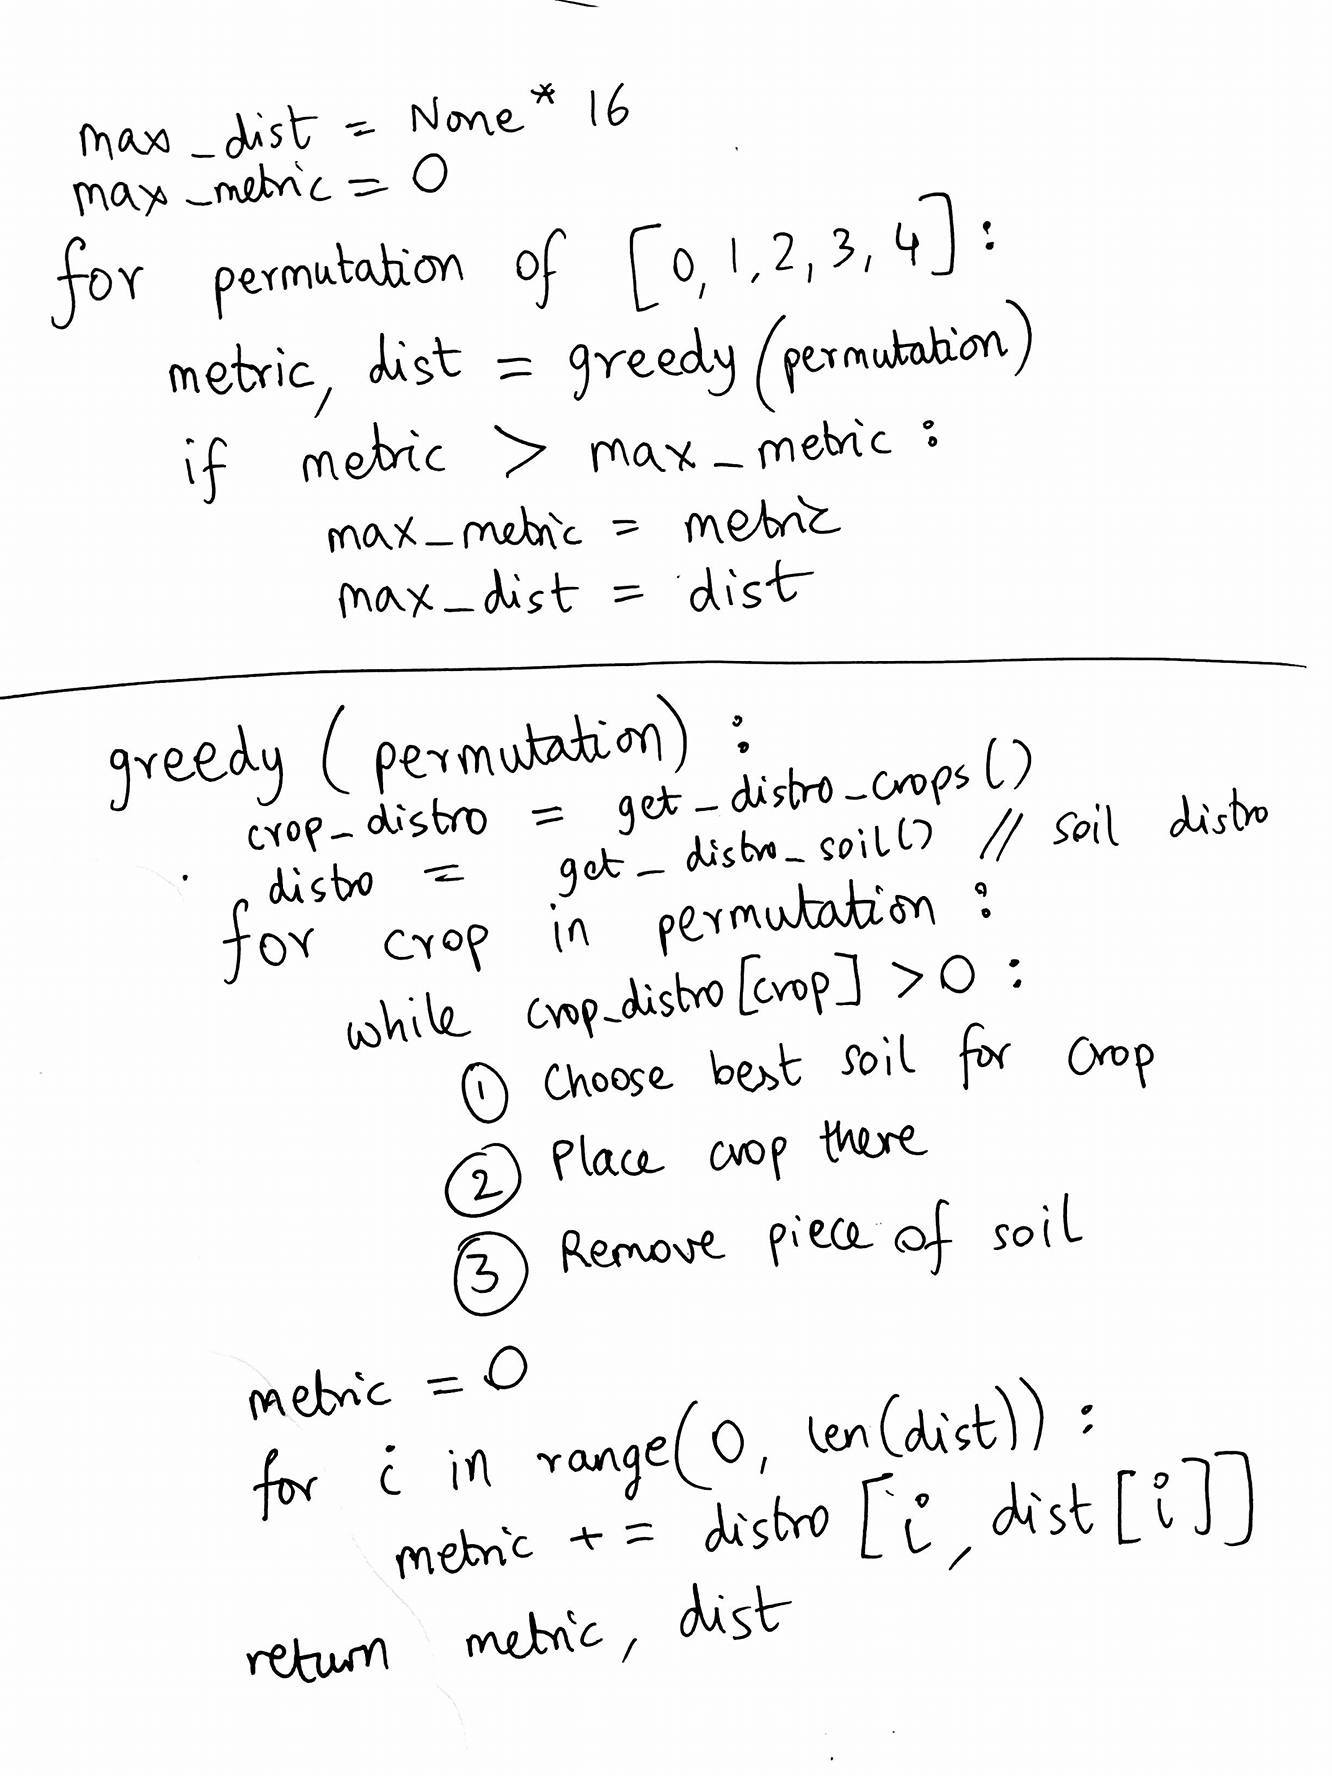 max_dist = None * 16
max_metric = 0
for permutation of [0, 1, 2, 3, 4]:
metric, dist = greedy(permutation)
if metric > max_metric:
max_metric = metric
max_dist = dist
greedy(permutation):
crop_distro = get_distro_crops()
distro = get_distro_soil() // soil distro
for crop in permutation:
while crop_distro[crop] > 0:
① Choose best soil for crop
② Place crop there
③ Remove piece of soil
metric = 0
for i in range(0, len(dist)):
metric += distro[i, dist[i]]
return metric, dist